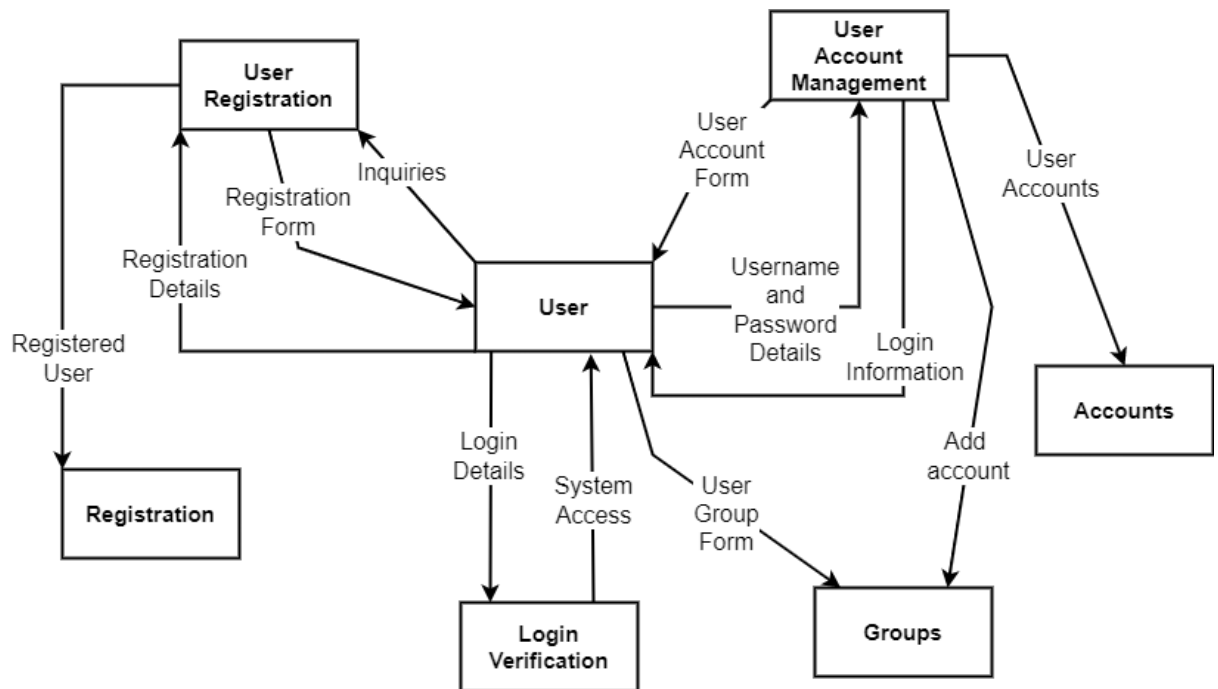 User
Registration
User
Account
Management
User
Account
Form
Inquiries
Registration
Form
User
Accounts
Registration
Details
User
Username
and
Password
Details
Registered
User
Login
Information
Accounts
Login
Details
System
Access
User
Group
Form
Add
account
Registration
Login
Verification
Groups